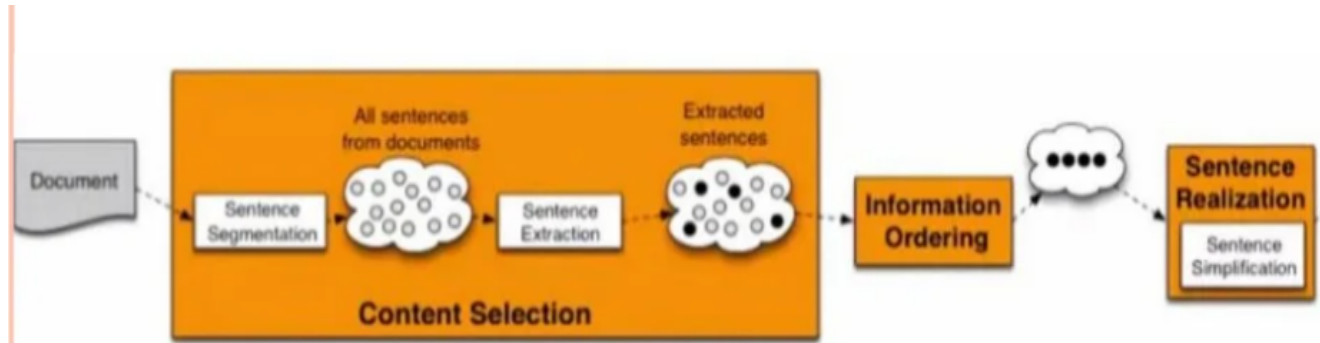 Document
Sentence
Segmentation
All sentences
from documents
Sentence
Extraction
Extracted
sentences
Content Selection
Information
Ordering
Sentence
Realization
Sentence
Simplification